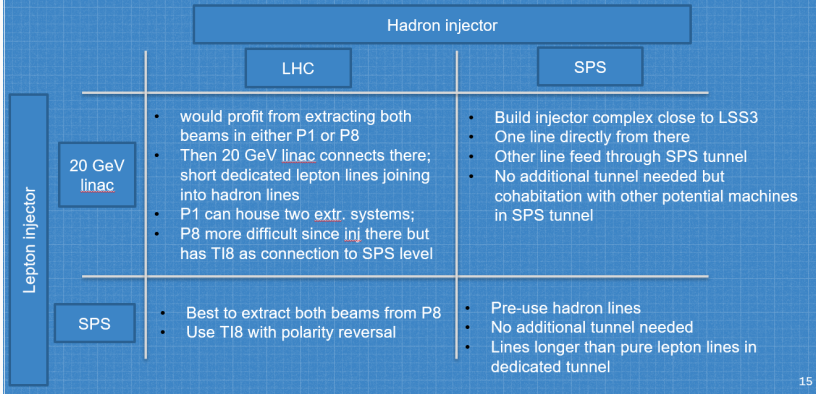 Hadron injector
LHC
SPS
Lepton injector
20 GeV
linac
• would profit from extracting both
beams in either P1 or P8
• Then 20 GeV linac connects there;
short dedicated lepton lines joining
into hadron lines
• P1 can house two extr. systems;
• P8 more difficult since inj there but
has TI8 as connection to SPS level
• Build injector complex close to LSS3
• One line directly from there
• Other line feed through SPS tunnel
• No additional tunnel needed but
cohabitation with other potential machines
in SPS tunnel
SPS
• Best to extract both beams from P8
• Use TI8 with polarity reversal
• Pre-use hadron lines
• No additional tunnel needed
• Lines longer than pure lepton lines in
dedicated tunnel
15